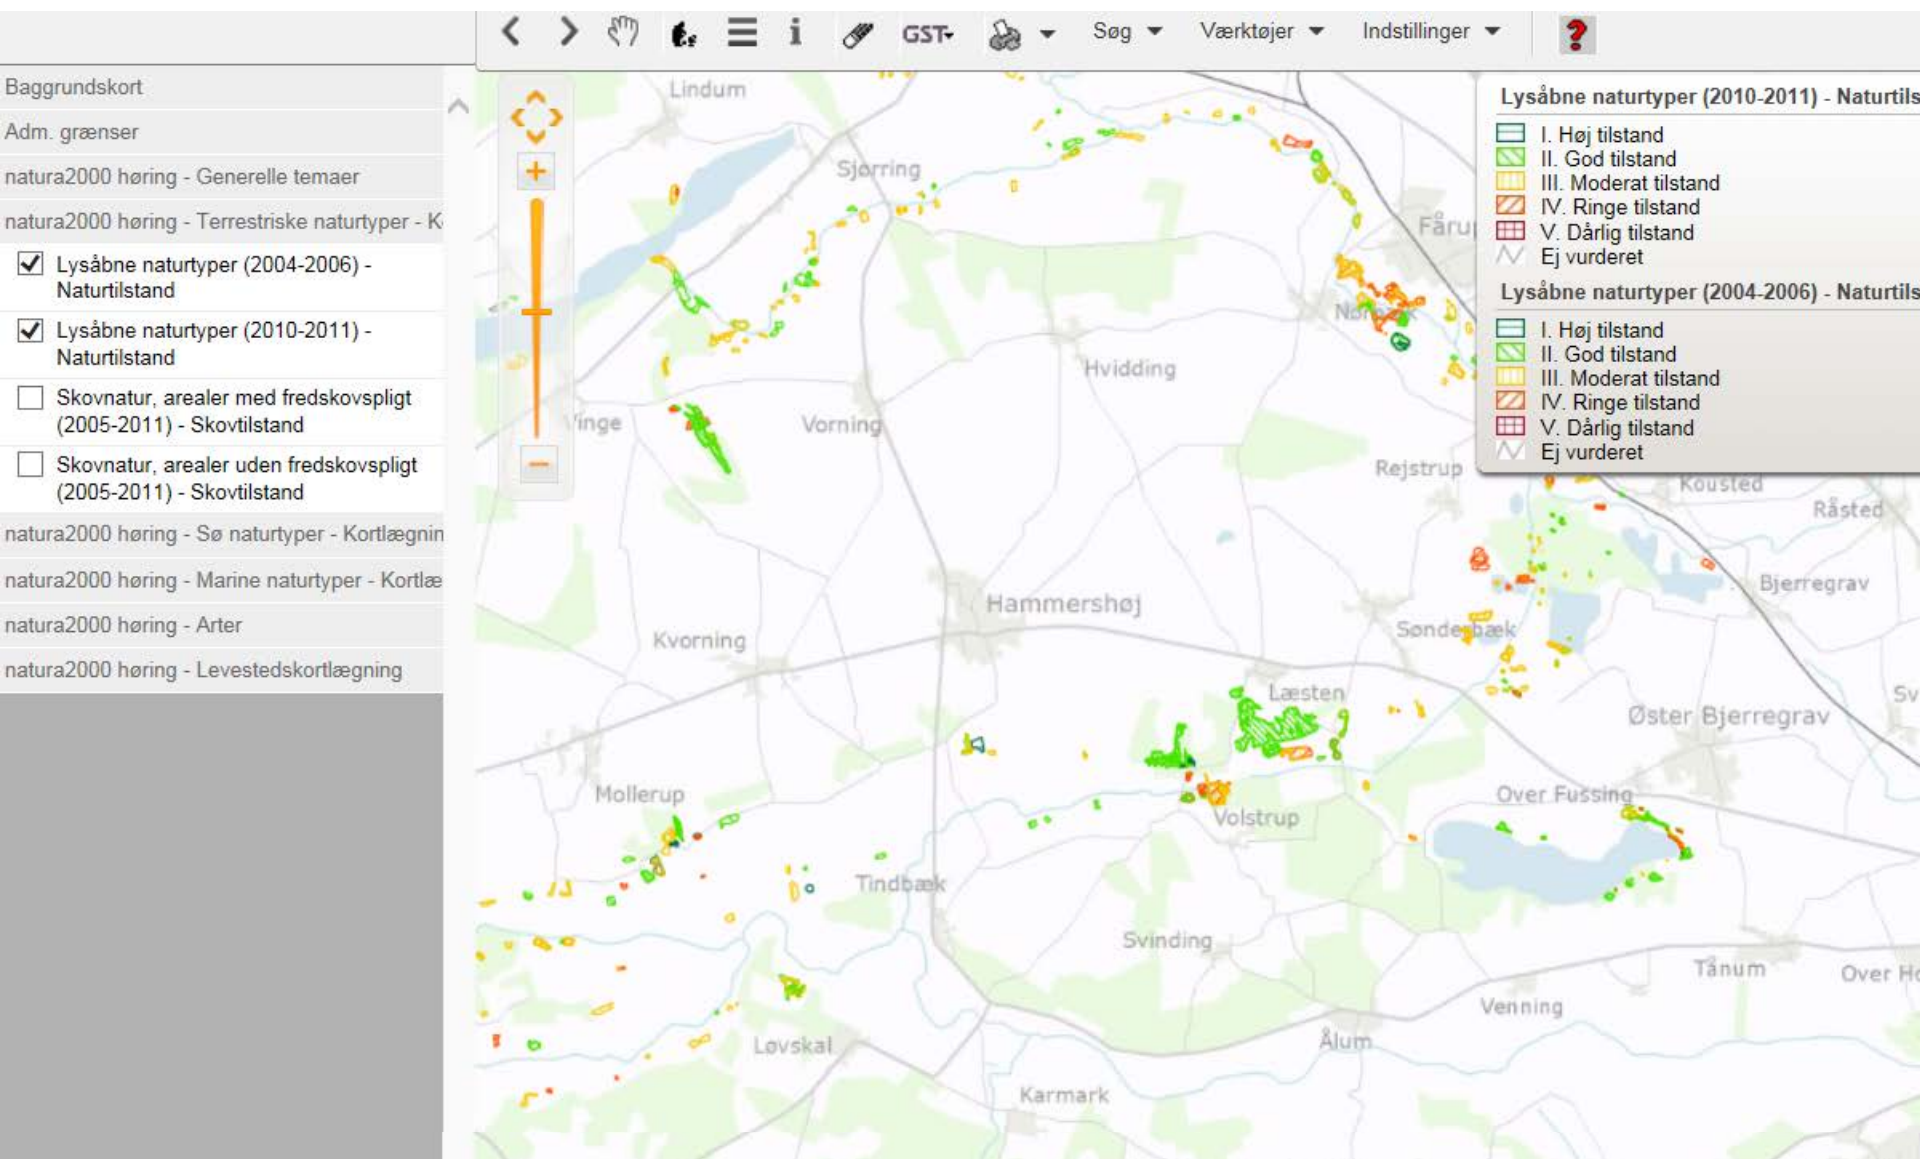 GST
Søg
Værktøjer
Indstillinger
?
Baggrundskort
Adm. grænser
natura2000 høring - Generelle temaer
natura2000 høring - Terrestriske naturtyper - K
Lysåbne naturtyper (2004-2006) -
Naturtilstand
Lysåbne naturtyper (2010-2011) -
Naturtilstand
Skovnatur, arealer med fredskovspligt
(2005-2011) - Skovtilstand
Skovnatur, arealer uden fredskovspligt
(2005-2011) - Skovtilstand
natura2000 høring - Sø naturtyper - Kortlægnin
natura2000 høring - Marine naturtyper - Kortlæ
natura2000 høring - Arter
natura2000 høring - Levestedskortlægning
Lysåbne naturtyper (2010-2011) - Naturtils
I. Høj tilstand
II. God tilstand
III. Moderat tilstand
IV. Ringe tilstand
V. Dårlig tilstand
Ej vurderet
Lysåbne naturtyper (2004-2006) - Naturtils
I. Høj tilstand
II. God tilstand
III. Moderat tilstand
IV. Ringe tilstand
V. Dårlig tilstand
Ej vurderet
Lindum
Sjørring
Fåru
Hvidding
Vinge
Vorning
Rejstrup
Kousted
Råsted
Bjerregrav
Hammershøj
Sønderbæk
Kvorning
Læsten
Sv
Øster Bjerregrav
Mollerup
Over Fussing
Volstrup
Tindbæk
Svinding
Tånum
Over Ho
Venning
Løvskal
Ålum
Karmark